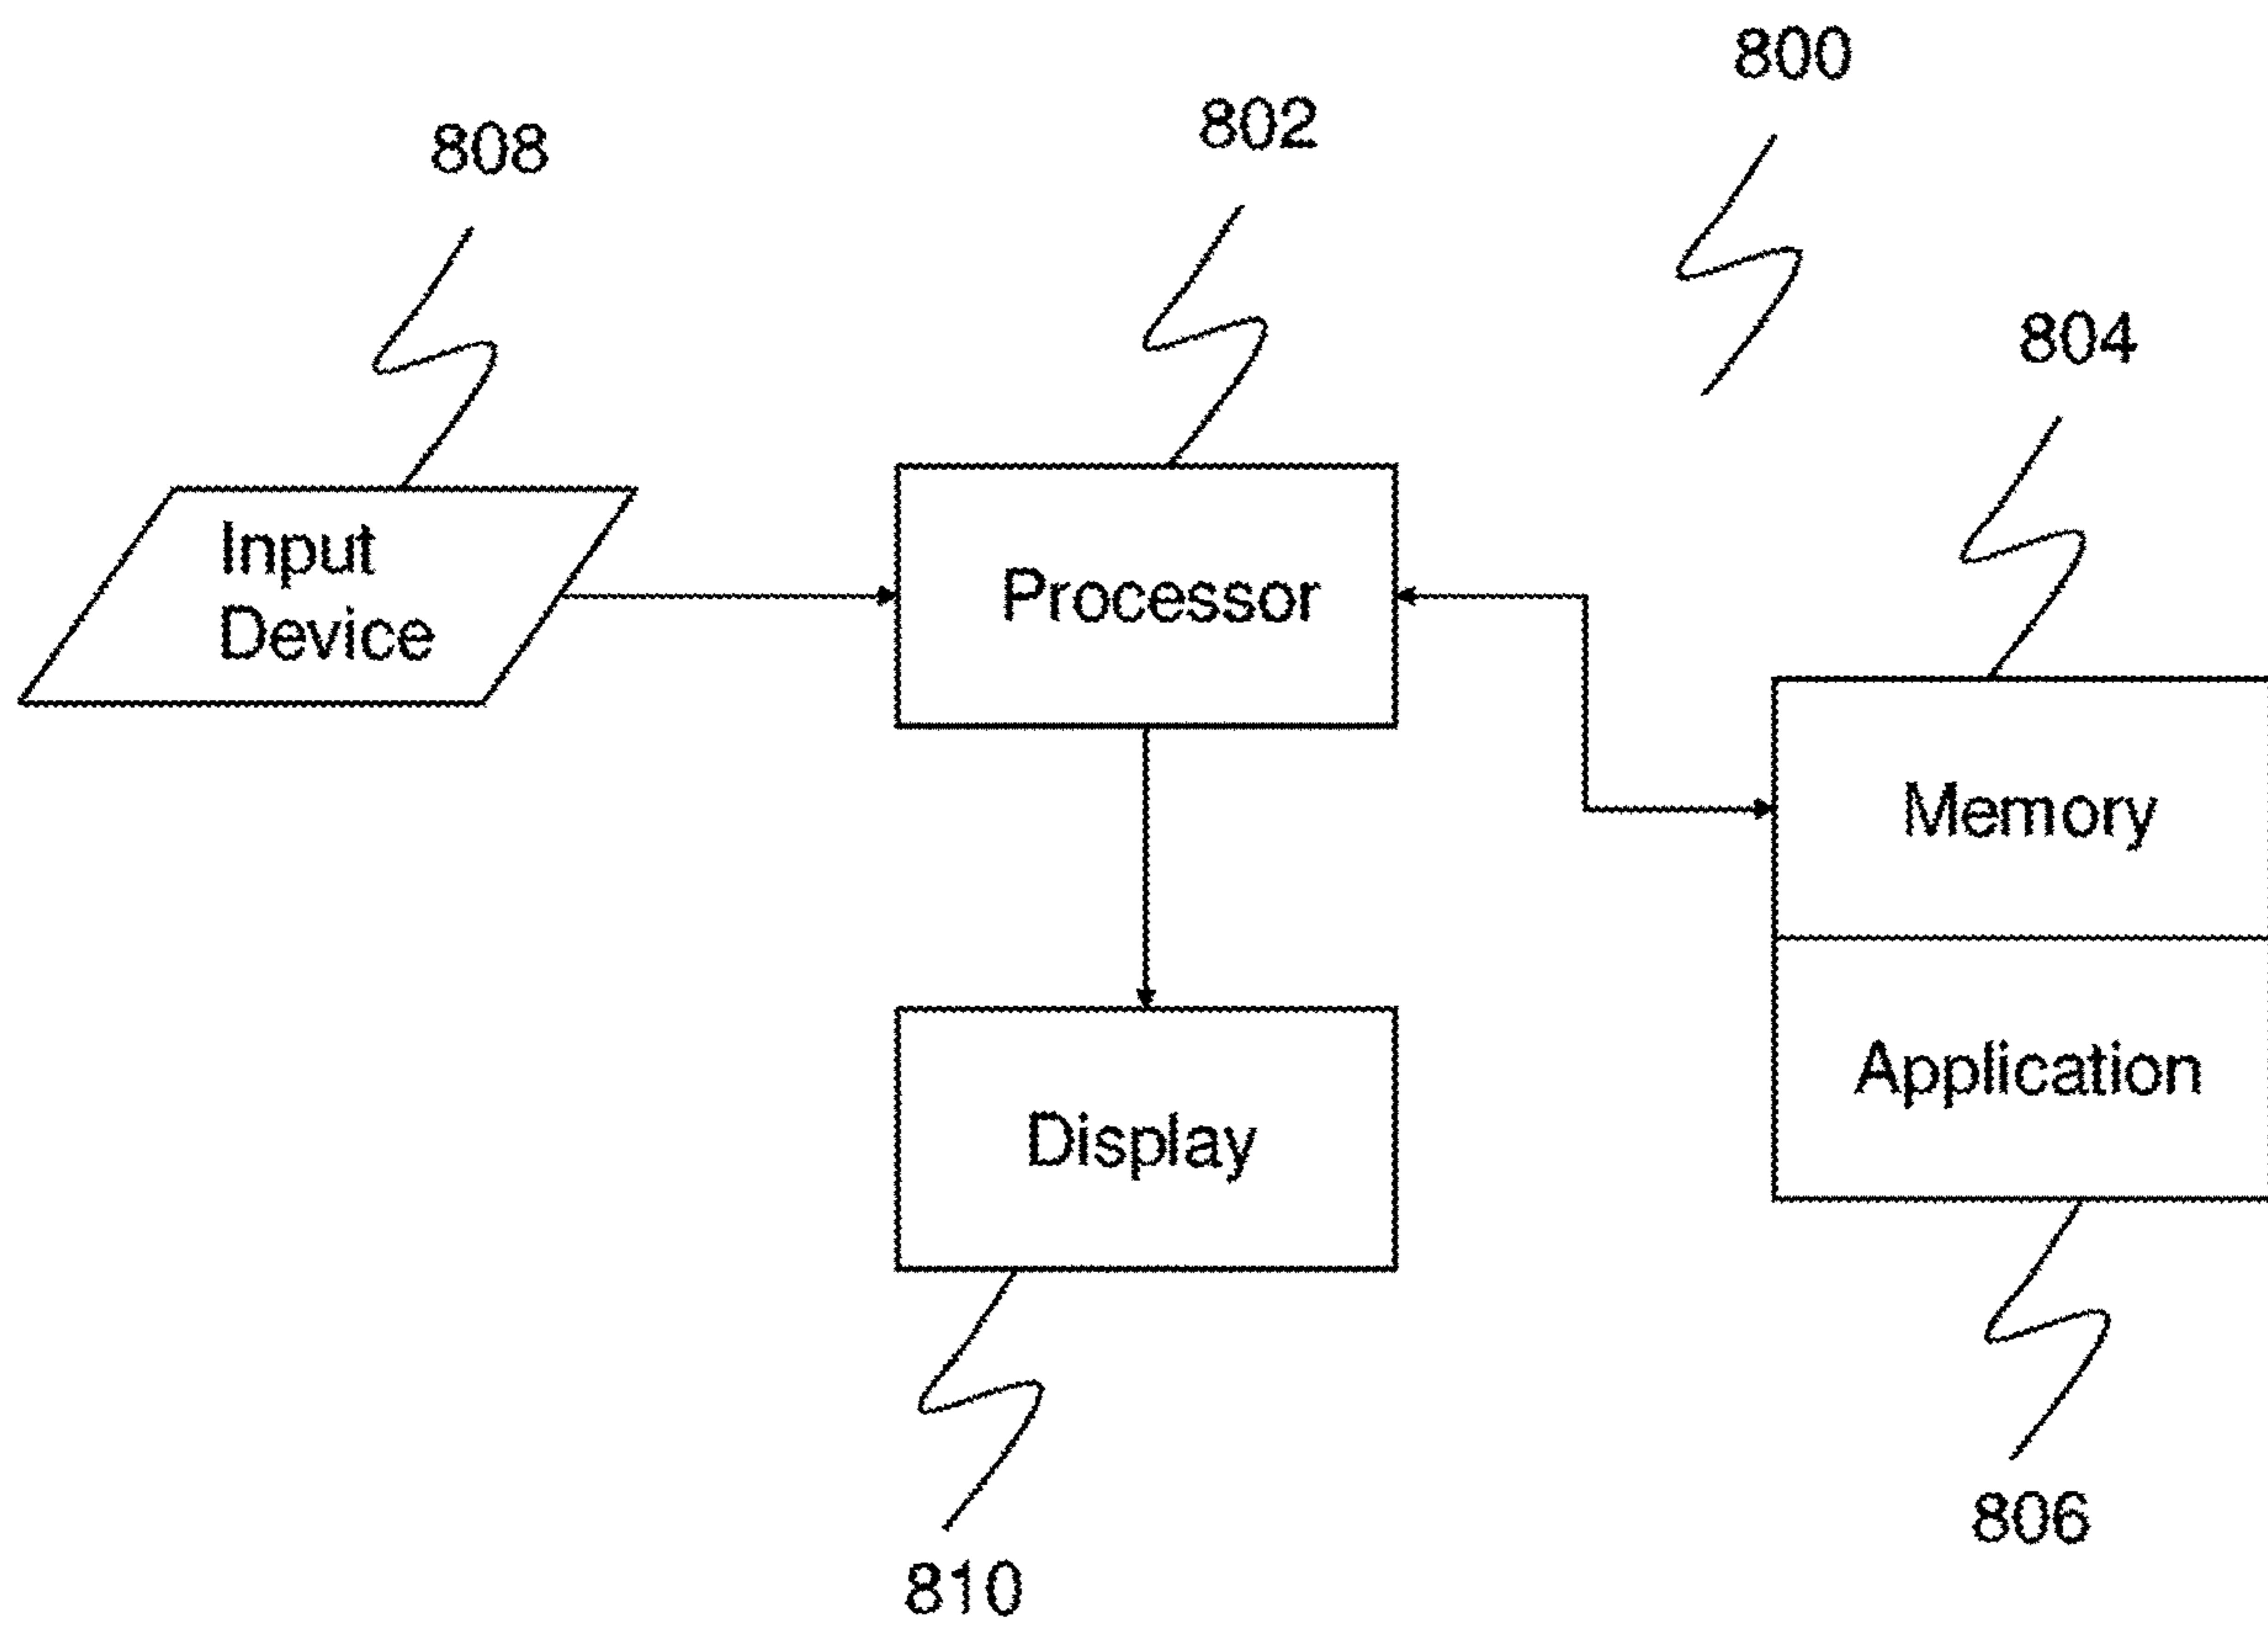 800
802
808
804
Input
Device
Processor
Memory
Application
Display
806
810